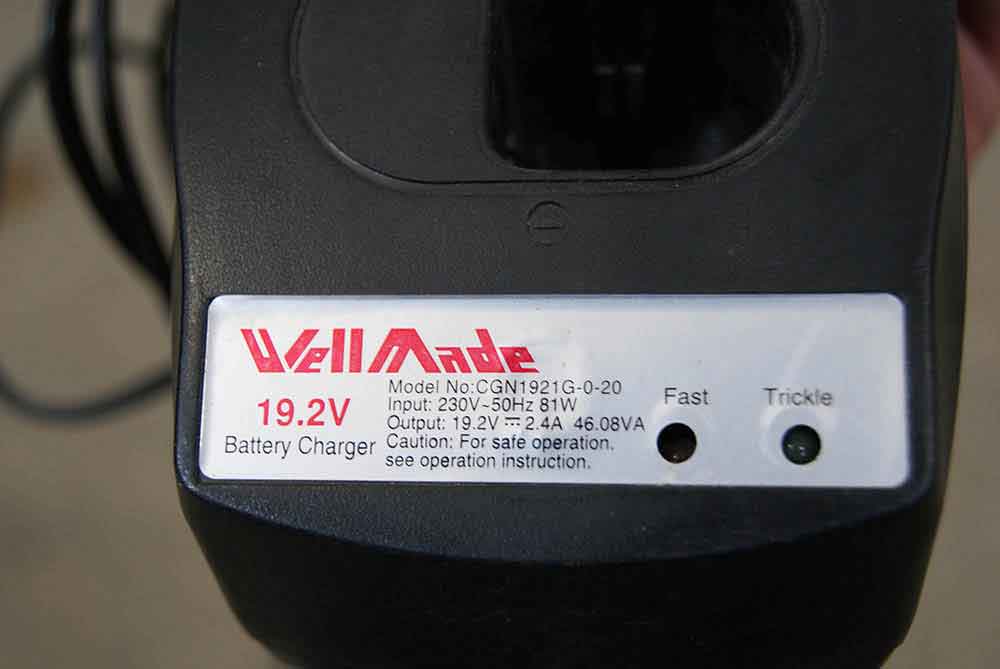 WellMade
19.2V
Battery Charger
Model No:CGN1921G-0-20
Input: 230V~50Hz 81W
Output: 19.2V ⎓ 2.4A 46.08VA
Caution: For safe operation.
see operation instruction.
Fast
Trickle